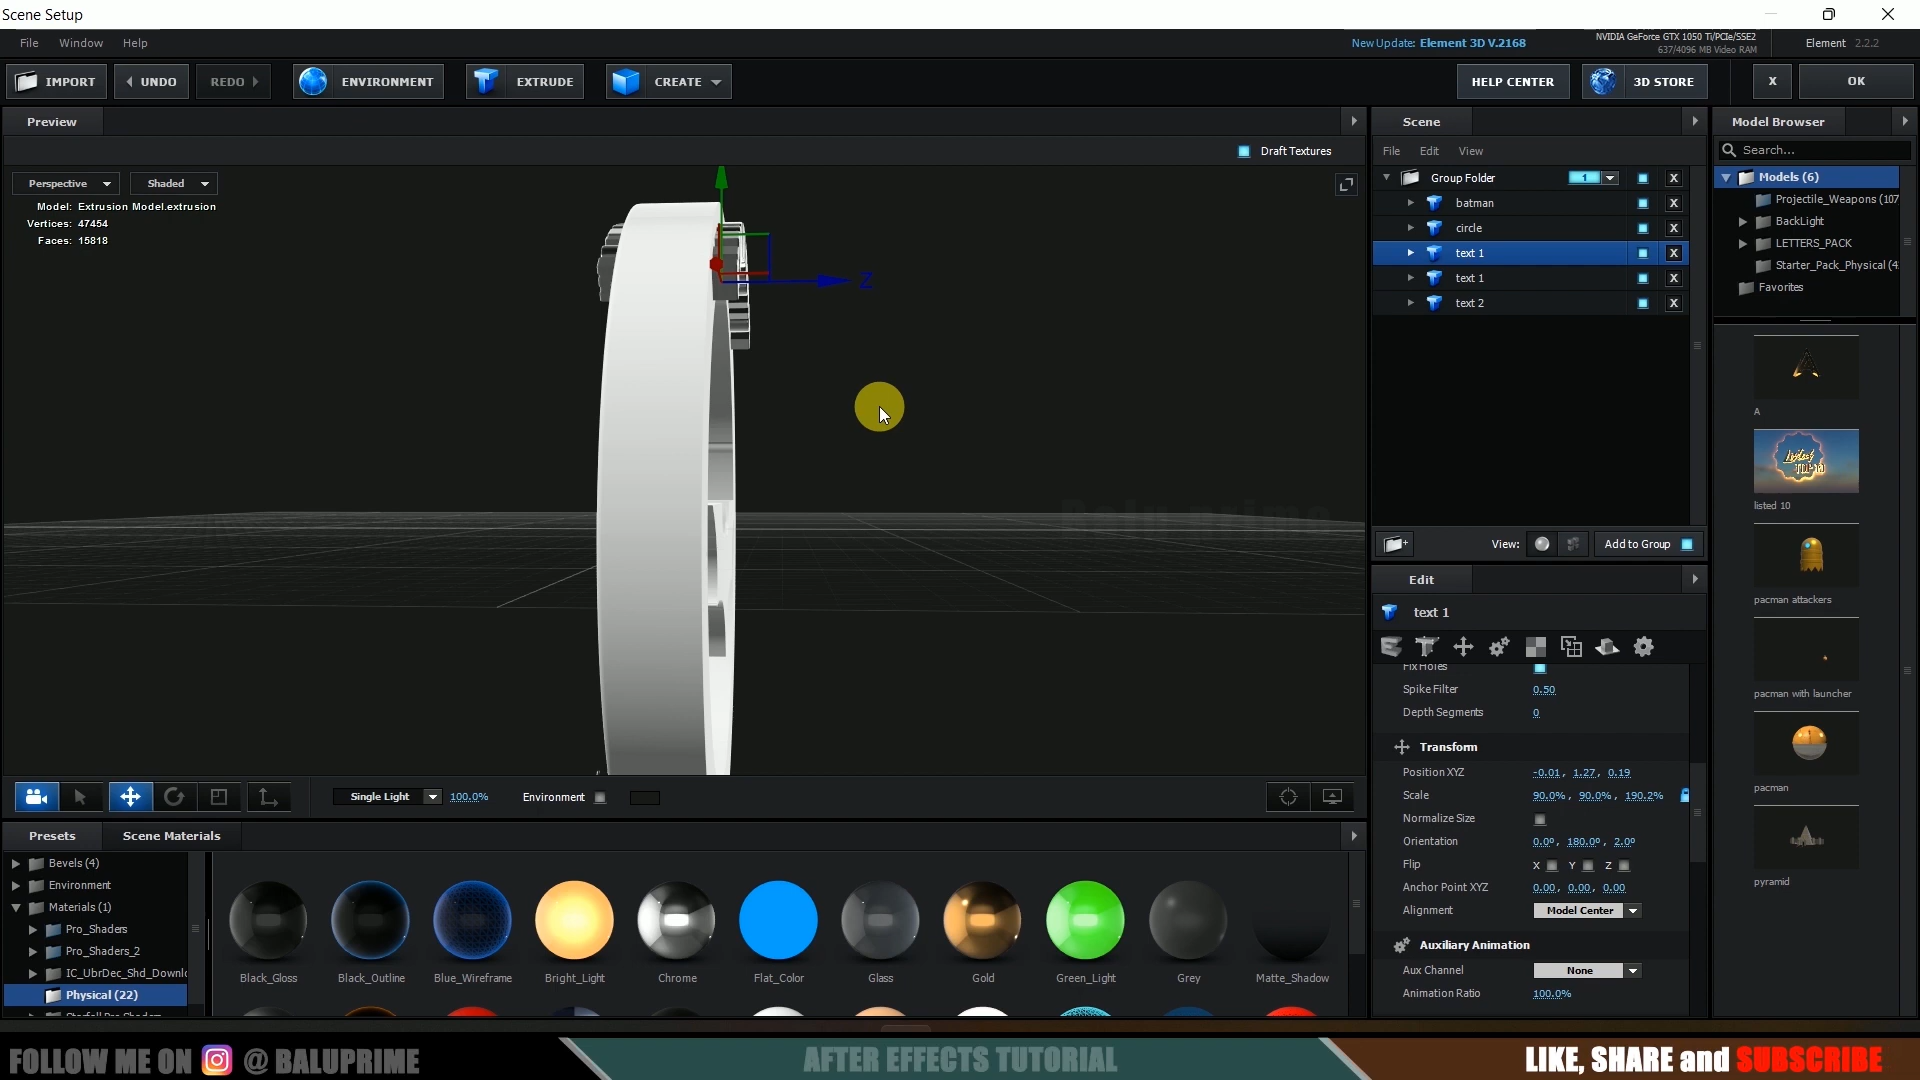 Scene Setup
File Window Help
New Update: Element 3D V.2168
NVIDIA GeForce GTX 1050 Ti/PCIe/SSE2
637/4096 MB Video RAM
Element 2.2.2
IMPORT UNDO REDO ENVIRONMENT EXTRUDE CREATE HELP CENTER 3D STORE X OK
Preview
Draft Textures
Perspective Shaded
Model: Extrusion Model.extrusion
Vertices: 47454
Faces: 15818
Z
Balu prime
Single Light 100.0% Environment
Scene
File Edit View
Group Folder 1 X
batman X
circle X
text 1 X
text 1 X
text 2 X
View: Add to Group
Edit
text 1
Fix Holes
Spike Filter 0.50
Depth Segments 0
Transform
Position XYZ -0.01, 1.27, 0.19
Scale 90.0%, 90.0%, 190.2%
Normalize Size
Orientation 0.0º, 180.0º, 2.0º
Flip X Y Z
Anchor Point XYZ 0.00, 0.00, 0.00
Alignment Model Center
Auxiliary Animation
Aux Channel None
Animation Ratio 100.0%
Model Browser
Search...
Models (6)
Projectile_Weapons (107
BackLight
LETTERS_PACK
Starter_Pack_Physical (4
Favorites
A
listed 10
pacman attackers
pacman with launcher
pacman
pyramid
Presets Scene Materials
Bevels (4)
Environment
Materials (1)
Pro_Shaders
Pro_Shaders_2
IC_UbrDec_Shd_Downlo
Physical (22)
Black_Gloss Black_Outline Blue_Wireframe Bright_Light Chrome Flat_Color Glass Gold Green_Light Grey Matte_Shadow
FOLLOW ME ON @ BALUPRIME
AFTER EFFECTS TUTORIAL
LIKE, SHARE and SUBSCRIBE